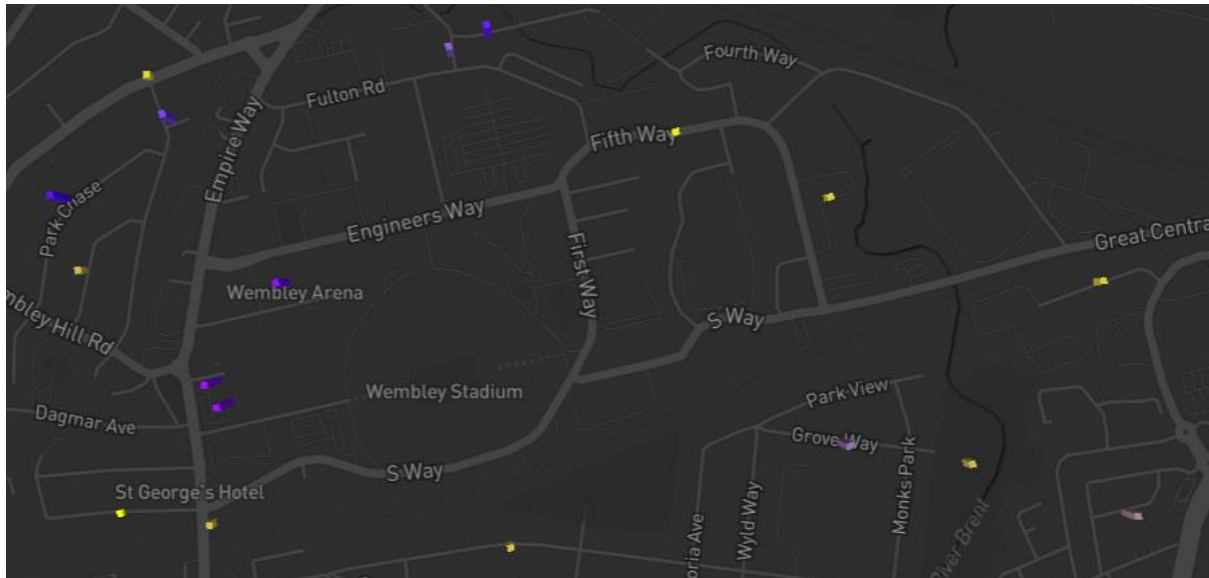 Fourth Way
Fulton Rd
Fifth Way
Empire Way
Park Chase
Engineers Way
Great Centra
First Way
Wembley Arena
mbley Hill Rd
S Way
Wembley Stadium
Park View
Dagmar Ave
Grove Way
S Way
Monks Park
St George's Hotel
Wyld Way
oria Ave
River Brent